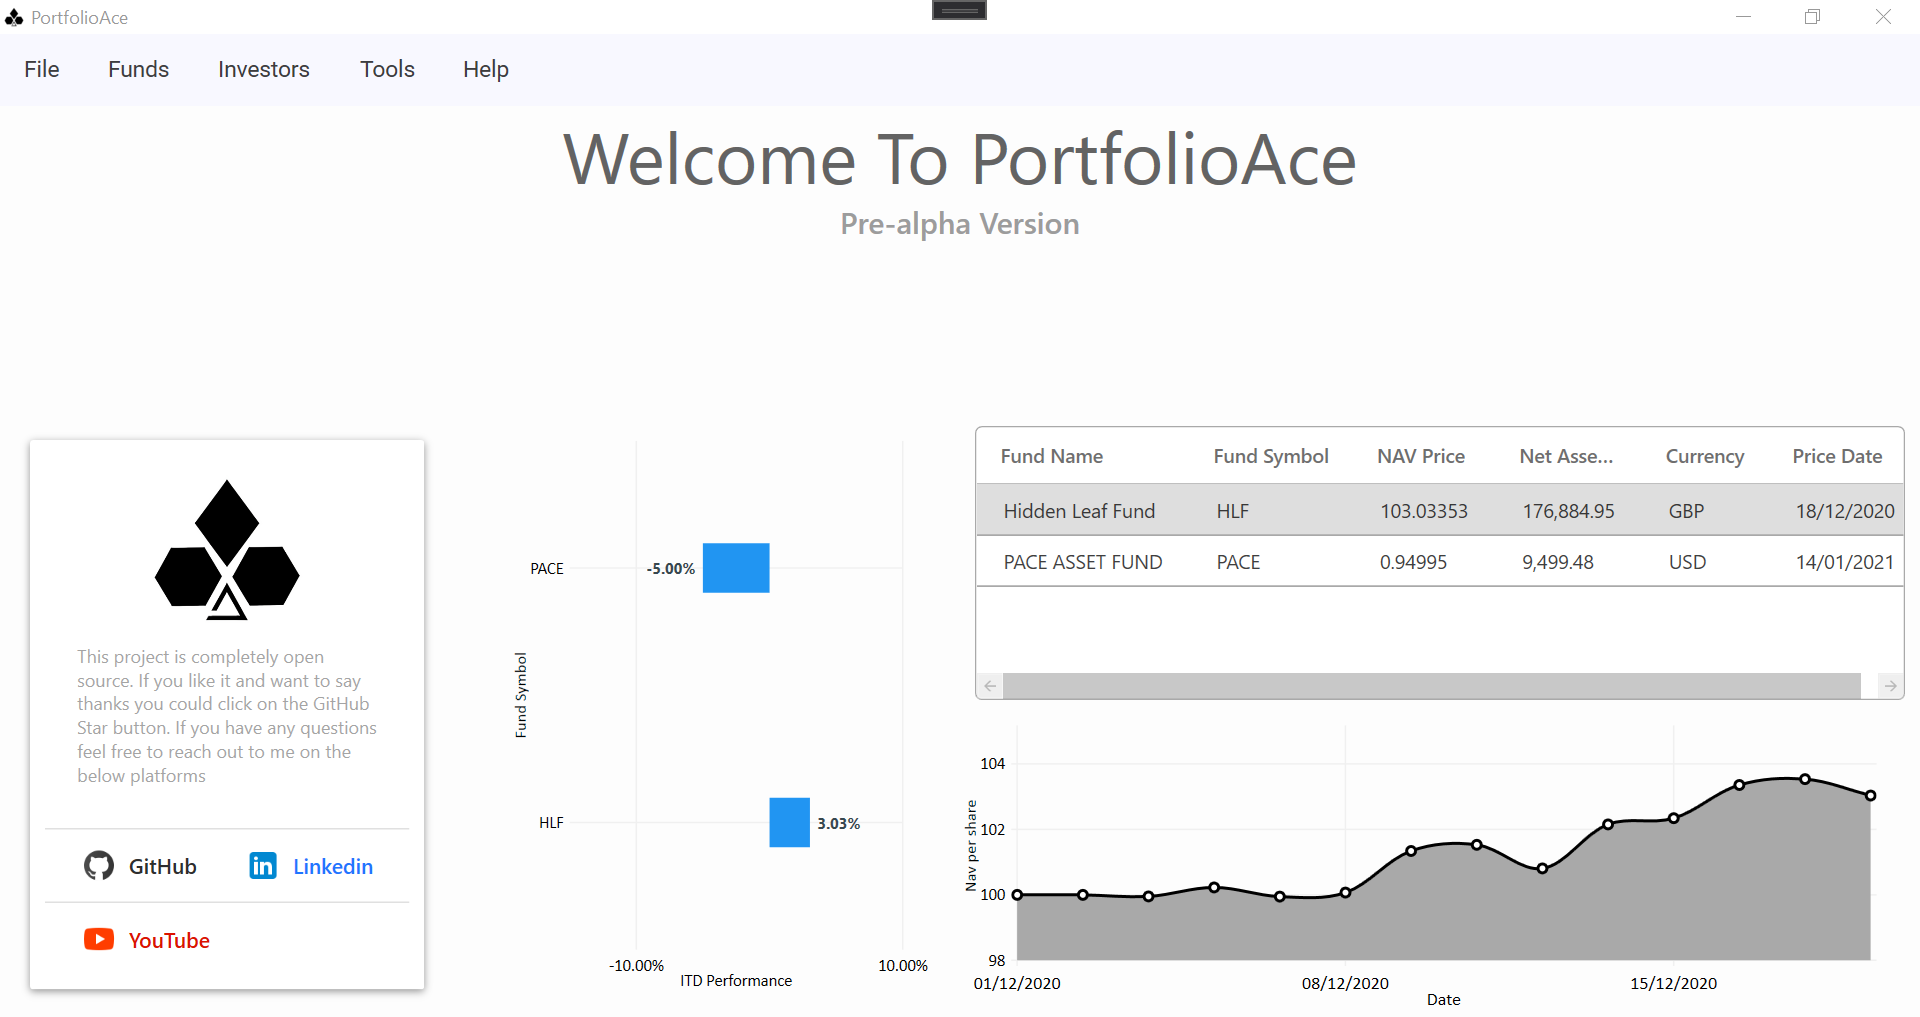 PortfolioAce
File Funds Investors Tools Help
Welcome To PortfolioAce
Pre-alpha Version
This project is completely open
source. If you like it and want to say
thanks you could click on the GitHub
Star button. If you have any questions
feel free to reach out to me on the
below platforms
GitHub Linkedin
YouTube
Fund Symbol
PACE -5.00%
HLF 3.03%
-10.00% 10.00%
ITD Performance
Fund Name Fund Symbol NAV Price Net Asse... Currency Price Date
Hidden Leaf Fund HLF 103.03353 176,884.95 GBP 18/12/2020
PACE ASSET FUND PACE 0.94995 9,499.48 USD 14/01/2021
Nav per share
104
102
100
98
01/12/2020 08/12/2020 15/12/2020
Date